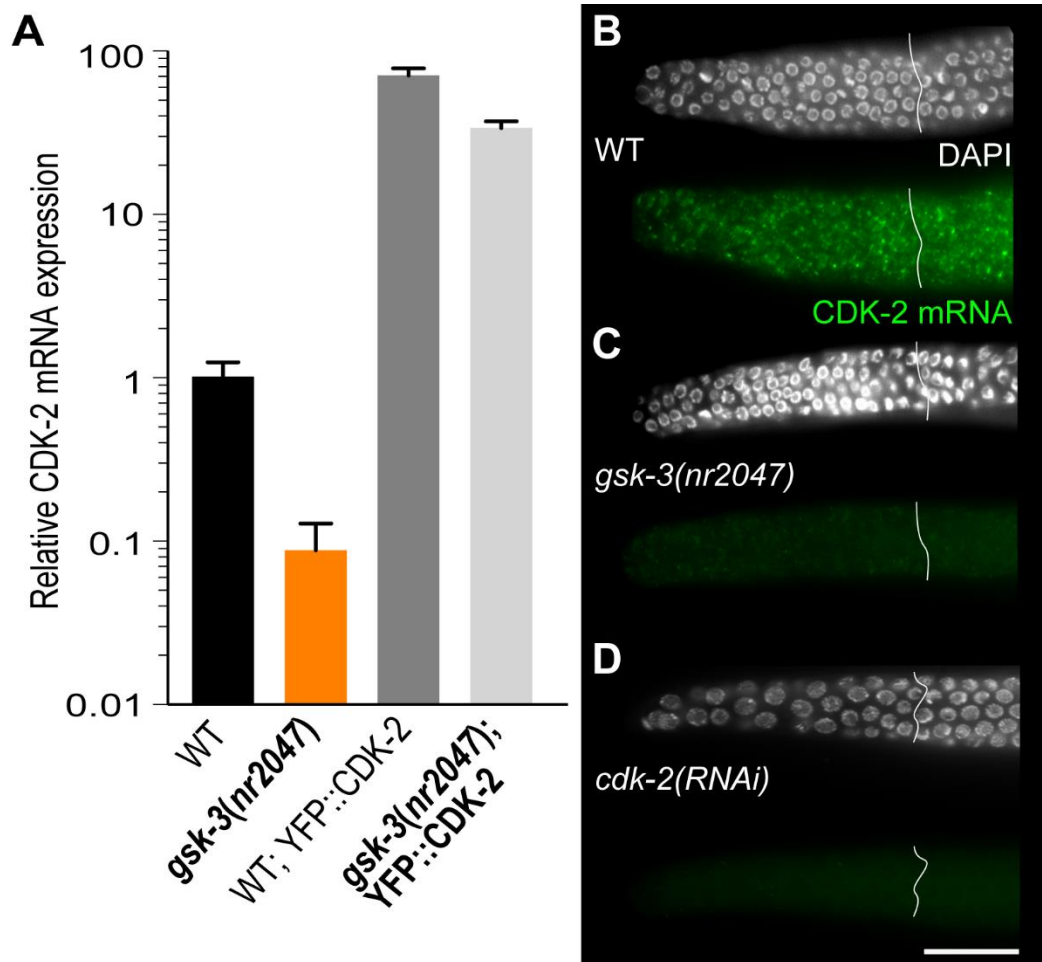 A
Relative CDK-2 mRNA expression
100
10
1
0.1
0.01
WT
gsk-3(nr2047)
WT; YFP::CDK-2
gsk-3(nr2047);
YFP::CDK-2
B
WT
DAPI
CDK-2 mRNA
C
gsk-3(nr2047)
D
cdk-2(RNAi)